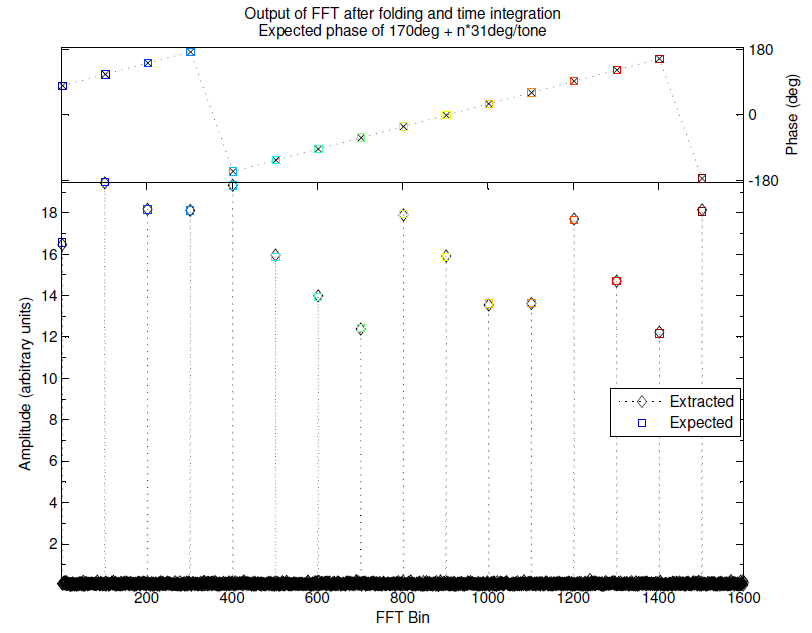 Output of FFT after folding and time integration
Expected phase of 170deg + n*31deg/tone
180
0
-180
Phase (deg)
18
16
14
12
10
8
6
4
2
Amplitude (arbitrary units)
Extracted
Expected
200
400
600
800
1000
1200
1400
1600
FFT Bin